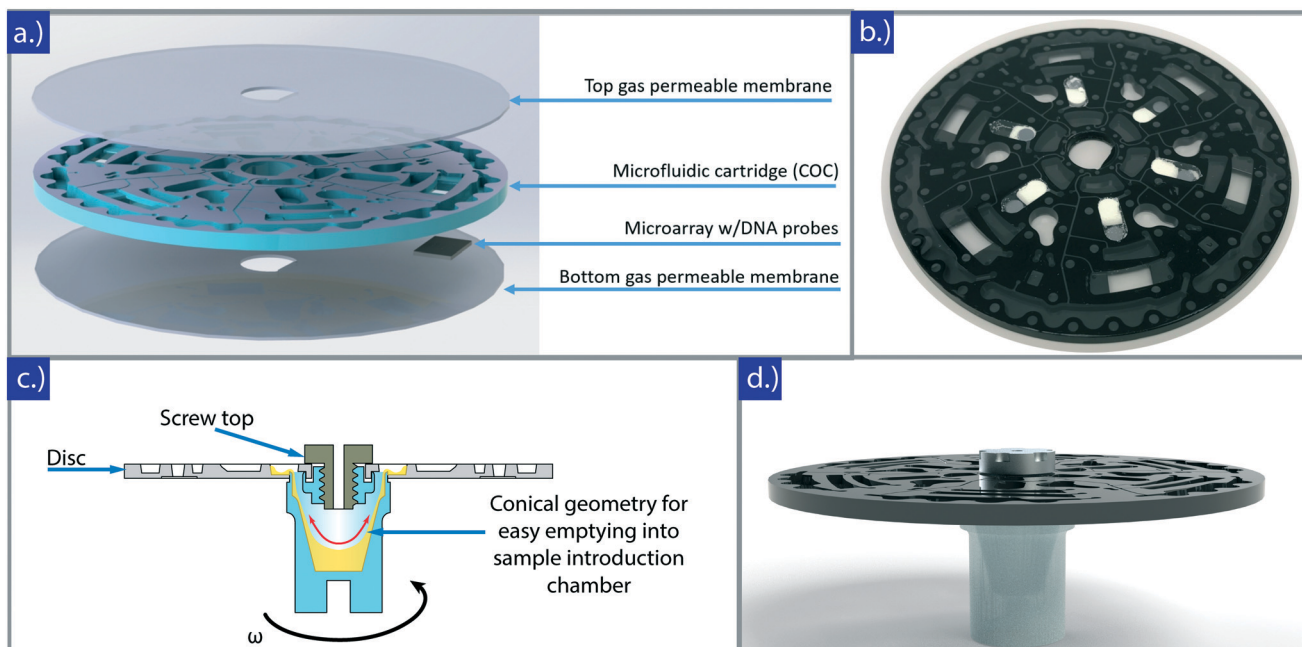 a.)
Top gas permeable membrane
Microfluidic cartridge (COC)
Microarray w/DNA probes
Bottom gas permeable membrane
b.)
c.)
Screw top
Disc
Conical geometry for
easy emptying into
sample introduction
chamber
ω
d.)